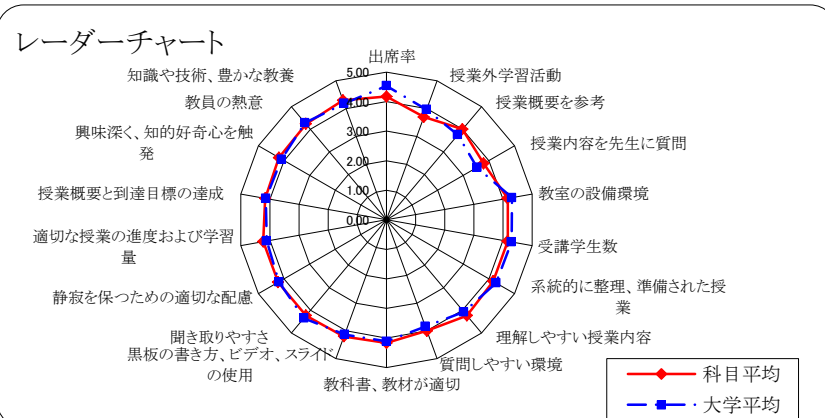 レーダーチャート
出席率
授業外学習活動
授業概要を参考
授業内容を先生に質問
教室の設備環境
受講学生数
系統的に整理、準備された授
業
理解しやすい授業内容
質問しやすい環境
教科書、教材が適切
黒板の書き方、ビデオ、スライド
の使用
聞き取りやすさ
静寂を保つための適切な配慮
適切な授業の進度および学習
量
授業概要と到達目標の達成
興味深く、知的好奇心を触
発
教員の熱意
知識や技術、豊かな教養
5.00
4.00
3.00
2.00
1.00
0.00
科目平均
大学平均